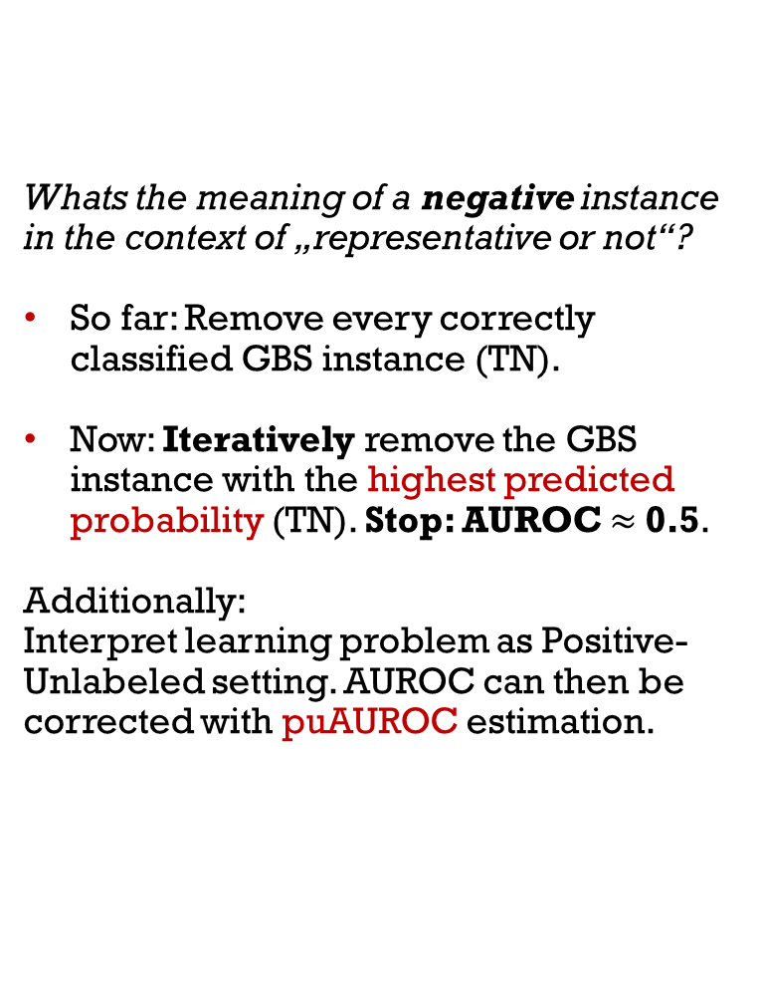 Whats the meaning of a negative instance
in the context of „representative or not“?
• So far: Remove every correctly
classified GBS instance (TN).
• Now: Iteratively remove the GBS
instance with the highest predicted
probability (TN). Stop: AUROC ≈ 0.5.
Additionally:
Interpret learning problem as Positive-
Unlabeled setting. AUROC can then be
corrected with puAUROC estimation.